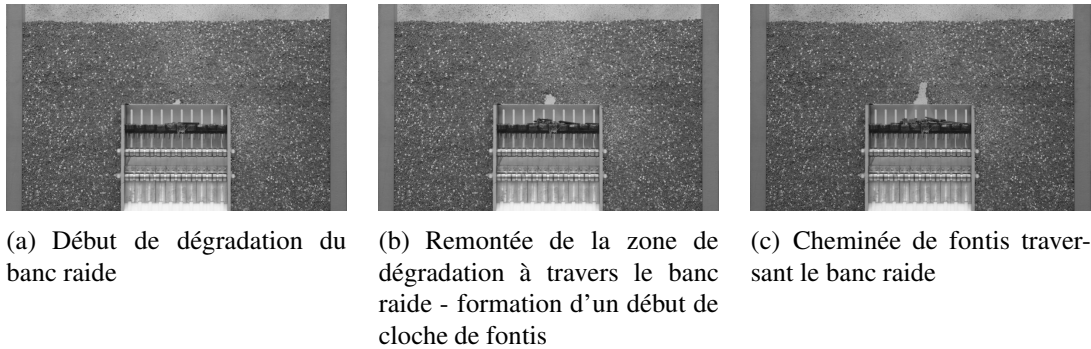 (a) Début de dégradation du
banc raide
(b) Remontée de la zone de
dégradation à travers le banc
raide - formation d'un début de
cloche de fontis
(c) Cheminée de fontis traver-
sant le banc raide